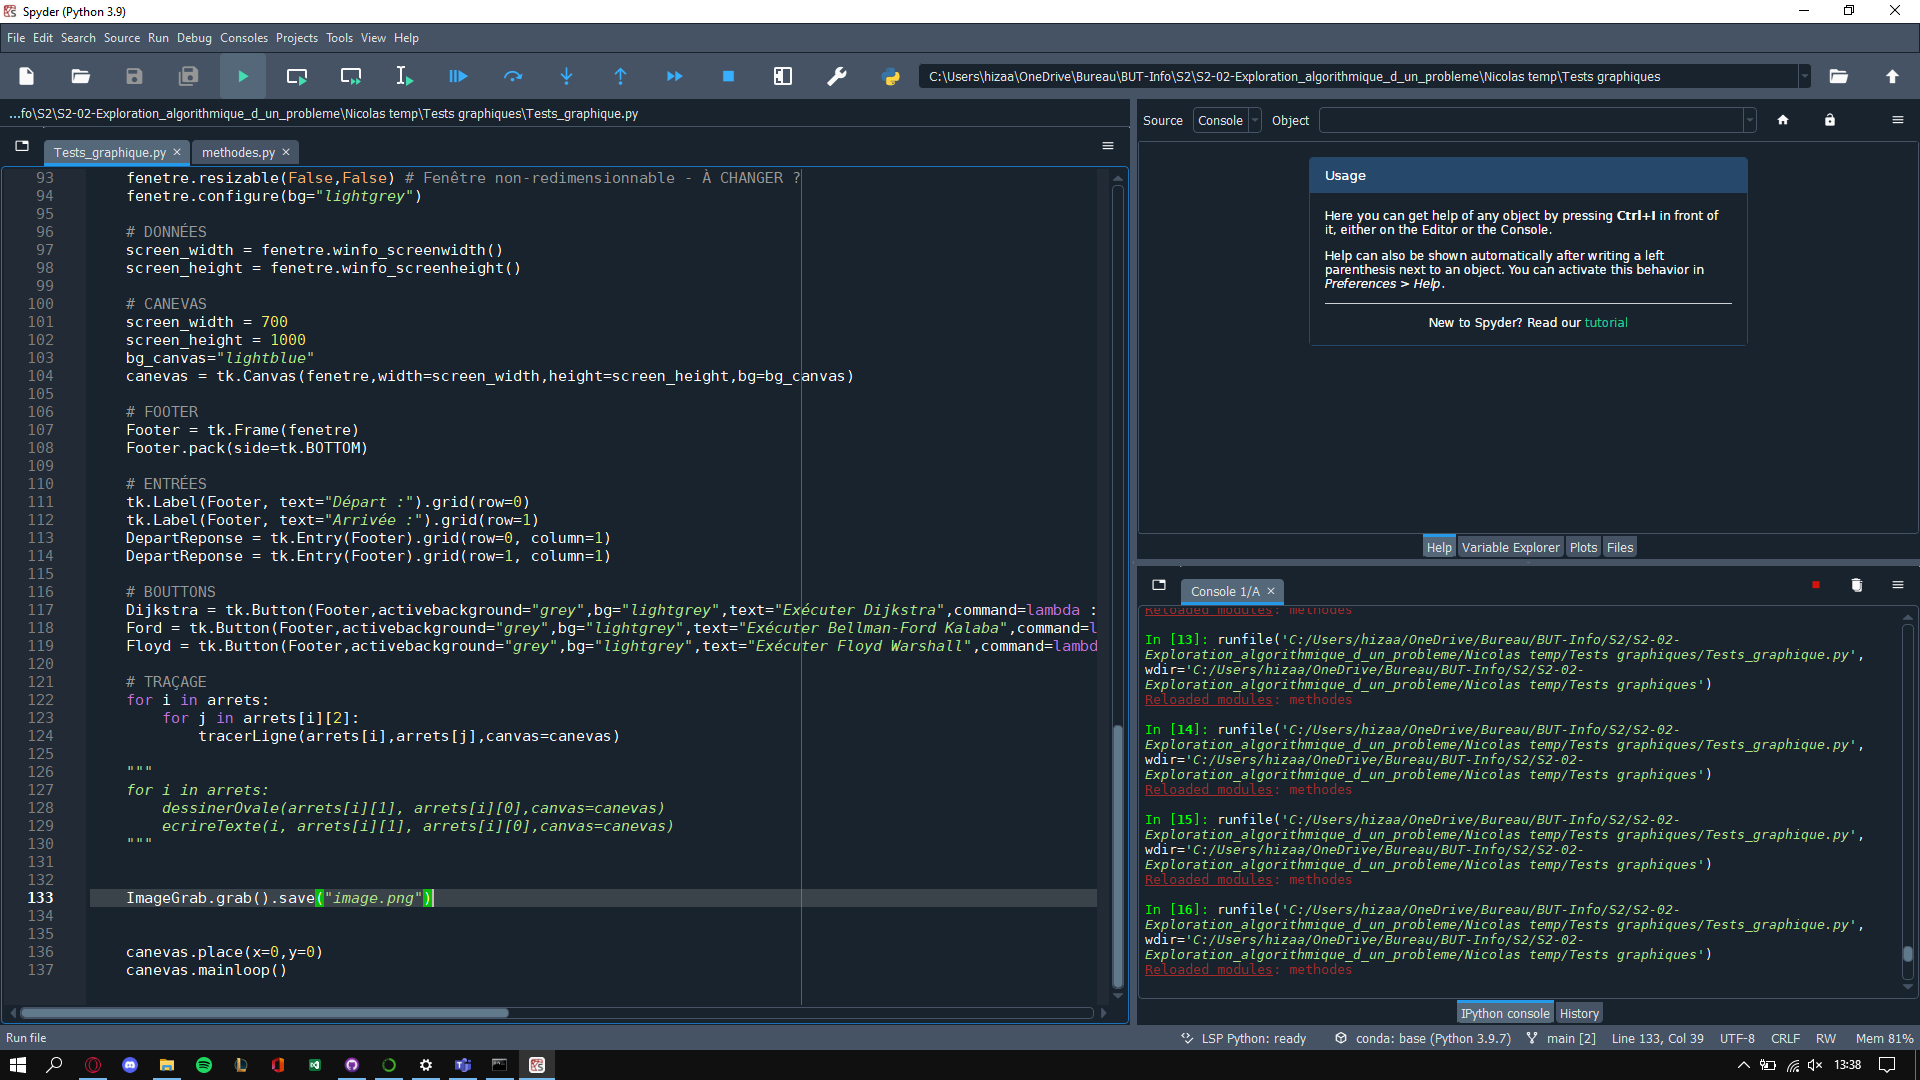 Spyder (Python 3.9)
File Edit Search Source Run Debug Consoles Projects Tools View Help
C:\Users\hizaa\OneDrive\Bureau\BUT-Info\S2\S2-02-Exploration_algorithmique_d_un_probleme\Nicolas temp\Tests graphiques
...fo\S2\S2-02-Exploration_algorithmique_d_un_probleme\Nicolas temp\Tests graphiques\Tests_graphique.py
Tests_graphique.py
methodes.py
93 fenetre.resizable(False,False) # Fenêtre non-redimensionnable - À CHANGER ?
94 fenetre.configure(bg="lightgrey")
95
96 # DONNÉES
97 screen_width = fenetre.winfo_screenwidth()
98 screen_height = fenetre.winfo_screenheight()
99
100 # CANEVAS
101 screen_width = 700
102 screen_height = 1000
103 bg_canvas="lightblue"
104 canevas = tk.Canvas(fenetre,width=screen_width,height=screen_height,bg=bg_canvas)
105
106 # FOOTER
107 Footer = tk.Frame(fenetre)
108 Footer.pack(side=tk.BOTTOM)
109
110 # ENTRÉES
111 tk.Label(Footer, text="Départ :").grid(row=0)
112 tk.Label(Footer, text="Arrivée :").grid(row=1)
113 DepartReponse = tk.Entry(Footer).grid(row=0, column=1)
114 DepartReponse = tk.Entry(Footer).grid(row=1, column=1)
115
116 # BOUTTONS
117 Dijkstra = tk.Button(Footer,activebackground="grey",bg="lightgrey",text="Exécuter Dijkstra",command=lambda :
118 Ford = tk.Button(Footer,activebackground="grey",bg="lightgrey",text="Exécuter Bellman-Ford Kalaba",command=l
119 Floyd = tk.Button(Footer,activebackground="grey",bg="lightgrey",text="Exécuter Floyd Warshall",command=lambd
120
121 # TRAÇAGE
122 for i in arrets:
123 for j in arrets[i][2]:
124 tracerLigne(arrets[i],arrets[j],canvas=canevas)
125
126 """
127 for i in arrets:
128 dessinerOvale(arrets[i][1], arrets[i][0],canvas=canevas)
129 ecrireTexte(i, arrets[i][1], arrets[i][0],canvas=canevas)
130 """
131
132
133 ImageGrab.grab().save("image.png")
134
135
136 canevas.place(x=0,y=0)
137 canevas.mainloop()
Source Console Object
Usage
Here you can get help of any object by pressing Ctrl+I in front of
it, either on the Editor or the Console.
Help can also be shown automatically after writing a left
parenthesis next to an object. You can activate this behavior in
Preferences > Help.
New to Spyder? Read our tutorial
Help Variable Explorer Plots Files
Console 1/A
Reloaded modules: methodes
In [13]: runfile('C:/Users/hizaa/OneDrive/Bureau/BUT-Info/S2/S2-02-
Exploration_algorithmique_d_un_probleme/Nicolas temp/Tests graphiques/Tests_graphique.py',
wdir='C:/Users/hizaa/OneDrive/Bureau/BUT-Info/S2/S2-02-
Exploration_algorithmique_d_un_probleme/Nicolas temp/Tests graphiques')
Reloaded modules: methodes
In [14]: runfile('C:/Users/hizaa/OneDrive/Bureau/BUT-Info/S2/S2-02-
Exploration_algorithmique_d_un_probleme/Nicolas temp/Tests graphiques/Tests_graphique.py',
wdir='C:/Users/hizaa/OneDrive/Bureau/BUT-Info/S2/S2-02-
Exploration_algorithmique_d_un_probleme/Nicolas temp/Tests graphiques')
Reloaded modules: methodes
In [15]: runfile('C:/Users/hizaa/OneDrive/Bureau/BUT-Info/S2/S2-02-
Exploration_algorithmique_d_un_probleme/Nicolas temp/Tests graphiques/Tests_graphique.py',
wdir='C:/Users/hizaa/OneDrive/Bureau/BUT-Info/S2/S2-02-
Exploration_algorithmique_d_un_probleme/Nicolas temp/Tests graphiques')
Reloaded modules: methodes
In [16]: runfile('C:/Users/hizaa/OneDrive/Bureau/BUT-Info/S2/S2-02-
Exploration_algorithmique_d_un_probleme/Nicolas temp/Tests graphiques/Tests_graphique.py',
wdir='C:/Users/hizaa/OneDrive/Bureau/BUT-Info/S2/S2-02-
Exploration_algorithmique_d_un_probleme/Nicolas temp/Tests graphiques')
Reloaded modules: methodes
IPython console History
Run file
LSP Python: ready conda: base (Python 3.9.7) main [2] Line 133, Col 39 UTF-8 CRLF RW Mem 81%
13:38